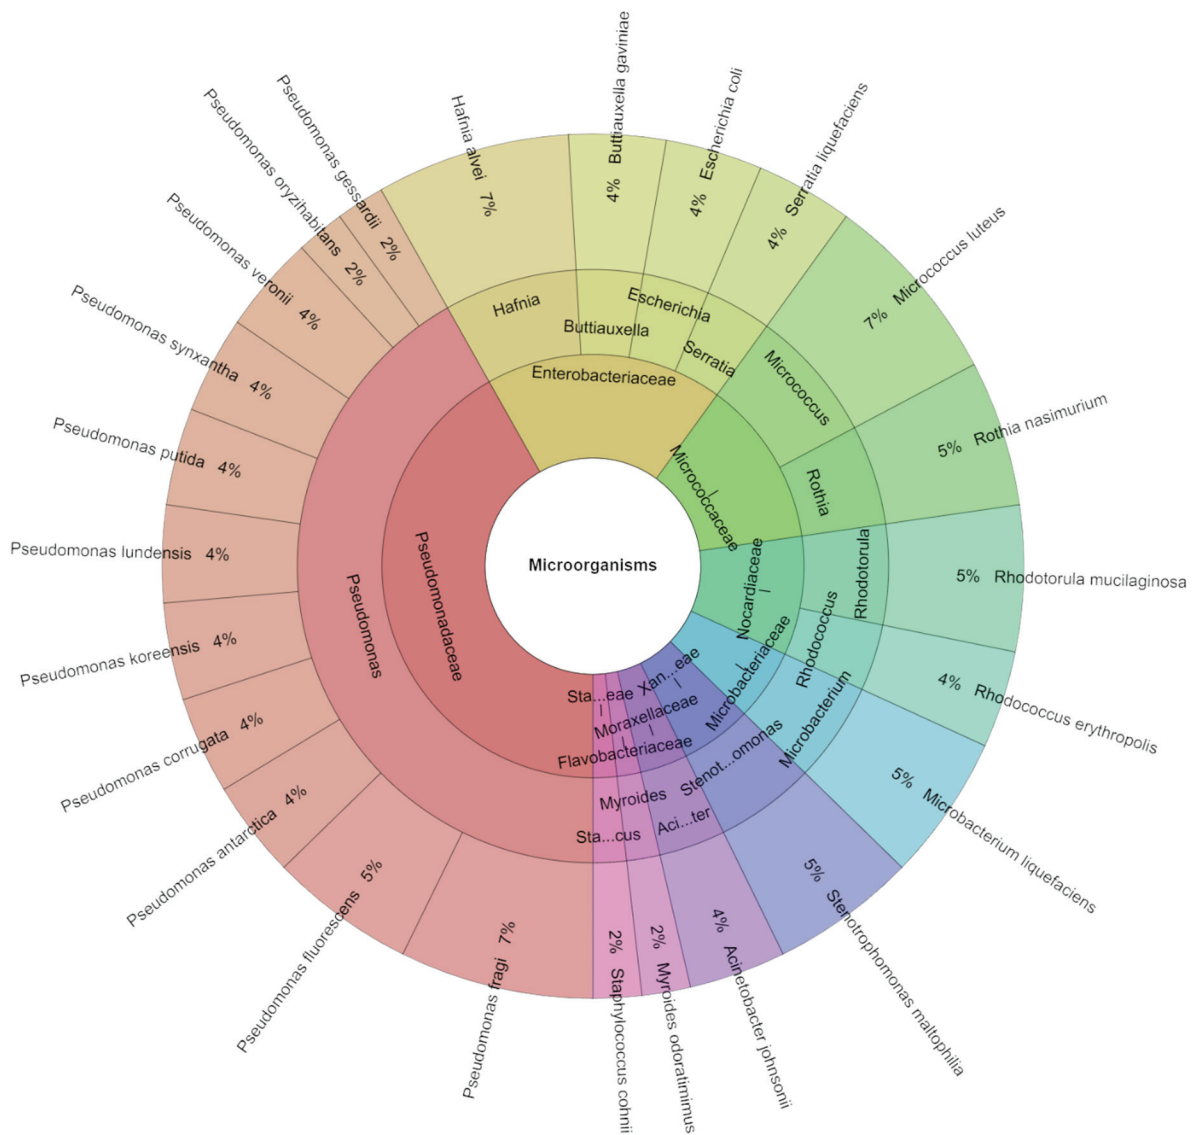 Microorganisms
Pseudomonadaceae
Enterobacteriaceae
Micrococcaceae
Nocardiaceae
Microbacteriaceae
Xan...eae
Moraxellaceae
Flavobacteriaceae
Sta...eae
Pseudomonas
Hafnia
Buttiauxella
Escherichia
Serratia
Micrococcus
Rothia
Rhodotorula
Rhodococcus
Microbacterium
Stenot...omonas
Aci...ter
Myroides
Sta...cus
Hafnia alvei 7%
4% Buttiauxella gaviniae
4% Escherichia coli
4% Serratia liquefaciens
7% Micrococcus luteus
5% Rothia nasimurium
5% Rhodotorula mucilaginosa
4% Rhodococcus erythropolis
5% Microbacterium liquefaciens
5% Stenotrophomonas maltophilia
4% Acinetobacter johnsonii
2% Myroides odoratimimus
2% Staphylococcus cohnii
Pseudomonas fragi 7%
Pseudomonas fluorescens 5%
Pseudomonas antarctica 4%
Pseudomonas corrugata 4%
Pseudomonas koreensis 4%
Pseudomonas lundensis 4%
Pseudomonas putida 4%
Pseudomonas synxantha 4%
Pseudomonas veronii 4%
Pseudomonas oryzihabitans 2%
Pseudomonas gessardii 2%